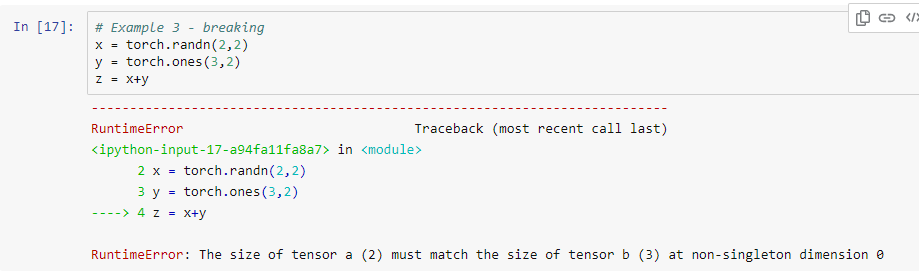 In [17]:
# Example 3 - breaking
x = torch.randn(2,2)
y = torch.ones(3,2)
z = x+y
---------------------------------------------------------------------------
RuntimeError                              Traceback (most recent call last)
<ipython-input-17-a94fa11fa8a7> in <module>
      2 x = torch.randn(2,2)
      3 y = torch.ones(3,2)
----> 4 z = x+y
RuntimeError: The size of tensor a (2) must match the size of tensor b (3) at non-singleton dimension 0